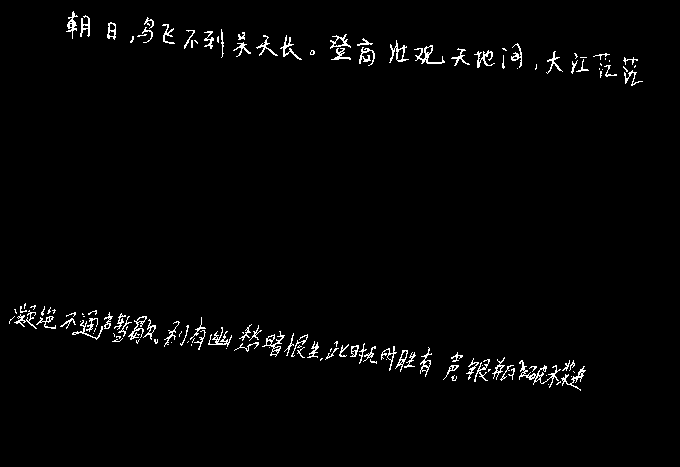 朝日,鸟飞不到吴天长。登高壮观天地间,大江茫茫
凝绝不通声暂歇、别有幽愁暗恨生,此时无声胜有声银瓶乍破水浆迸